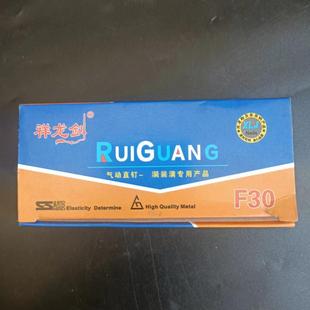 祥龙剑
RUIGUANG
气动直钉-
装潢专用产品
F30
Elasticity Determine
High Quality Metal